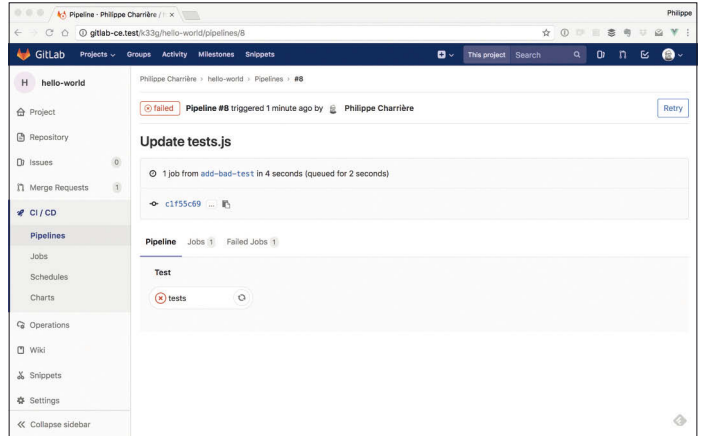 Pipeline · Philippe Charrière /
Philippe
gitlab-ce.test/k33g/hello-world/pipelines/8
GitLab Projects Groups Activity Milestones Snippets This project Search
H hello-world
Project
Repository
Issues 0
Merge Requests 1
CI / CD
Pipelines
Jobs
Schedules
Charts
Operations
Wiki
Snippets
Settings
Collapse sidebar
Philippe Charrière > hello-world > Pipelines > #8
failed Pipeline #8 triggered 1 minute ago by Philippe Charrière Retry
Update tests.js
1 job from add-bad-test in 4 seconds (queued for 2 seconds)
c1f55c69 ...
Pipeline Jobs 1 Failed Jobs 1
Test
tests